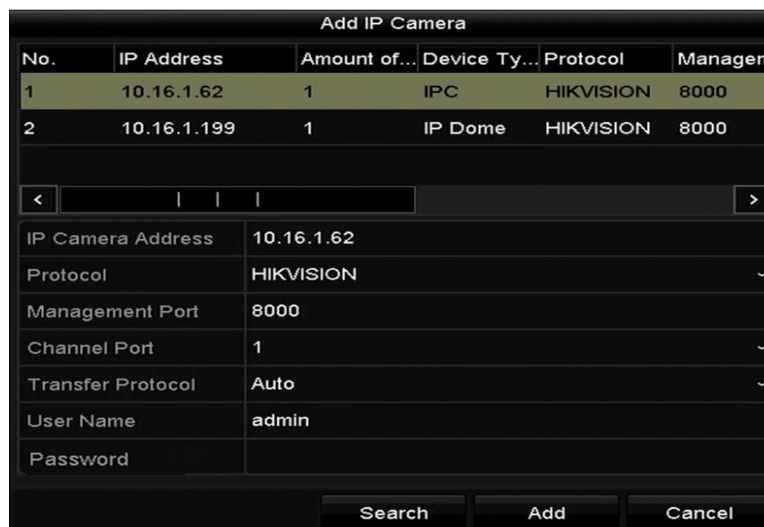 Add IP Camera
No. IP Address Amount of... Device Ty... Protocol Manager
1 10.16.1.62 1 IPC HIKVISION 8000
2 10.16.1.199 1 IP Dome HIKVISION 8000
IP Camera Address 10.16.1.62
Protocol HIKVISION
Management Port 8000
Channel Port 1
Transfer Protocol Auto
User Name admin
Password
Search Add Cancel